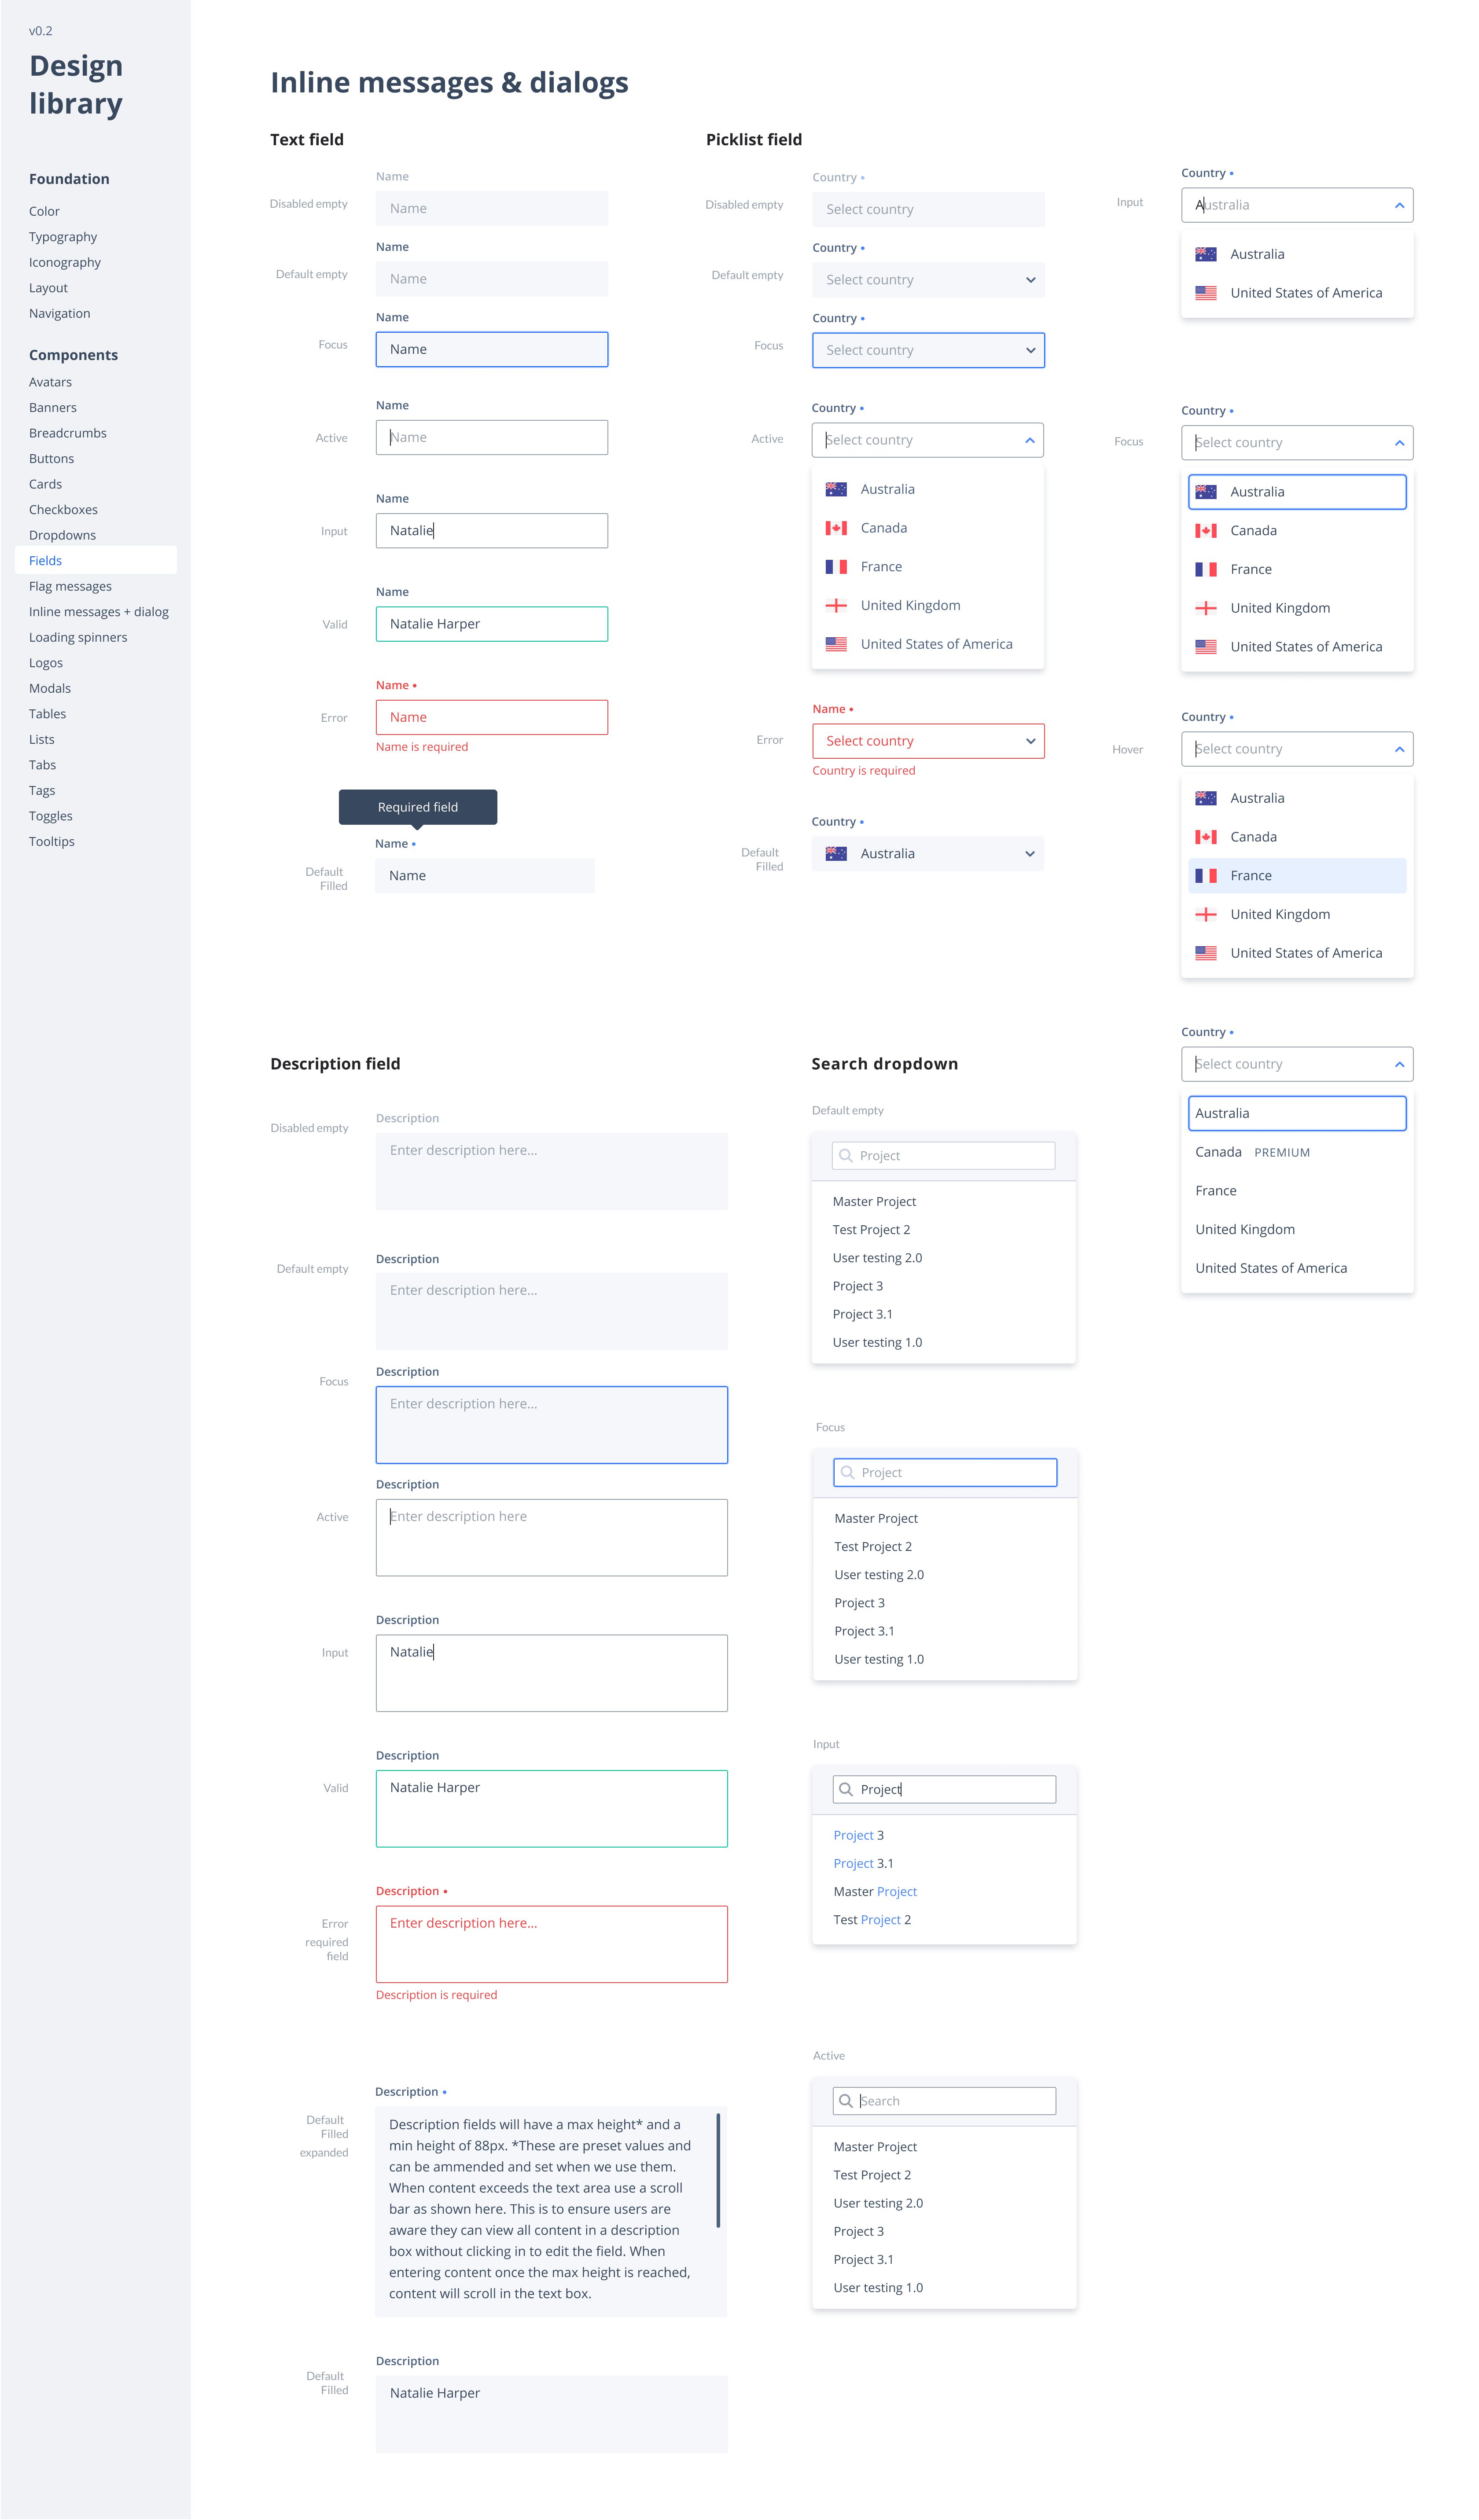 v0.2
Design
library
Foundation
Color
Typography
Iconography
Layout
Navigation
Components
Avatars
Banners
Breadcrumbs
Buttons
Cards
Checkboxes
Dropdowns
Fields
Flag messages
Inline messages + dialog
Loading spinners
Logos
Modals
Tables
Lists
Tabs
Tags
Toggles
Tooltips
Inline messages & dialogs
Text field
Name
Disabled empty
Name
Name
Default empty
Name
Name
Focus
Name
Name
Active
Name
Name
Input
Natalie
Name
Valid
Natalie Harper
Name •
Error
Name
Name is required
Required field
Name •
Default
Filled
Name
Picklist field
Country •
Disabled empty
Select country
Country •
Default empty
Select country
Country •
Focus
Select country
Country •
Active
Select country
Australia
Canada
France
United Kingdom
United States of America
Name •
Error
Select country
Country is required
Country •
Default
Filled
Australia
Country •
Input
Australia
Australia
United States of America
Country •
Focus
Select country
Australia
Canada
France
United Kingdom
United States of America
Country •
Hover
Select country
Australia
Canada
France
United Kingdom
United States of America
Country •
Select country
Australia
Canada PREMIUM
France
United Kingdom
United States of America
Description field
Description
Disabled empty
Enter description here...
Description
Default empty
Enter description here...
Description
Focus
Enter description here...
Description
Active
Enter description here
Description
Input
Natalie
Description
Valid
Natalie Harper
Description •
Error
required
field
Enter description here...
Description is required
Description •
Default
Filled
expanded
Description fields will have a max height* and a
min height of 88px. *These are preset values and
can be ammended and set when we use them.
When content exceeds the text area use a scroll
bar as shown here. This is to ensure users are
aware they can view all content in a description
box without clicking in to edit the field. When
entering content once the max height is reached,
content will scroll in the text box.
Description
Default
Filled
Natalie Harper
Search dropdown
Default empty
Project
Master Project
Test Project 2
User testing 2.0
Project 3
Project 3.1
User testing 1.0
Focus
Project
Master Project
Test Project 2
User testing 2.0
Project 3
Project 3.1
User testing 1.0
Input
Project
Project 3
Project 3.1
Master Project
Test Project 2
Active
Search
Master Project
Test Project 2
User testing 2.0
Project 3
Project 3.1
User testing 1.0